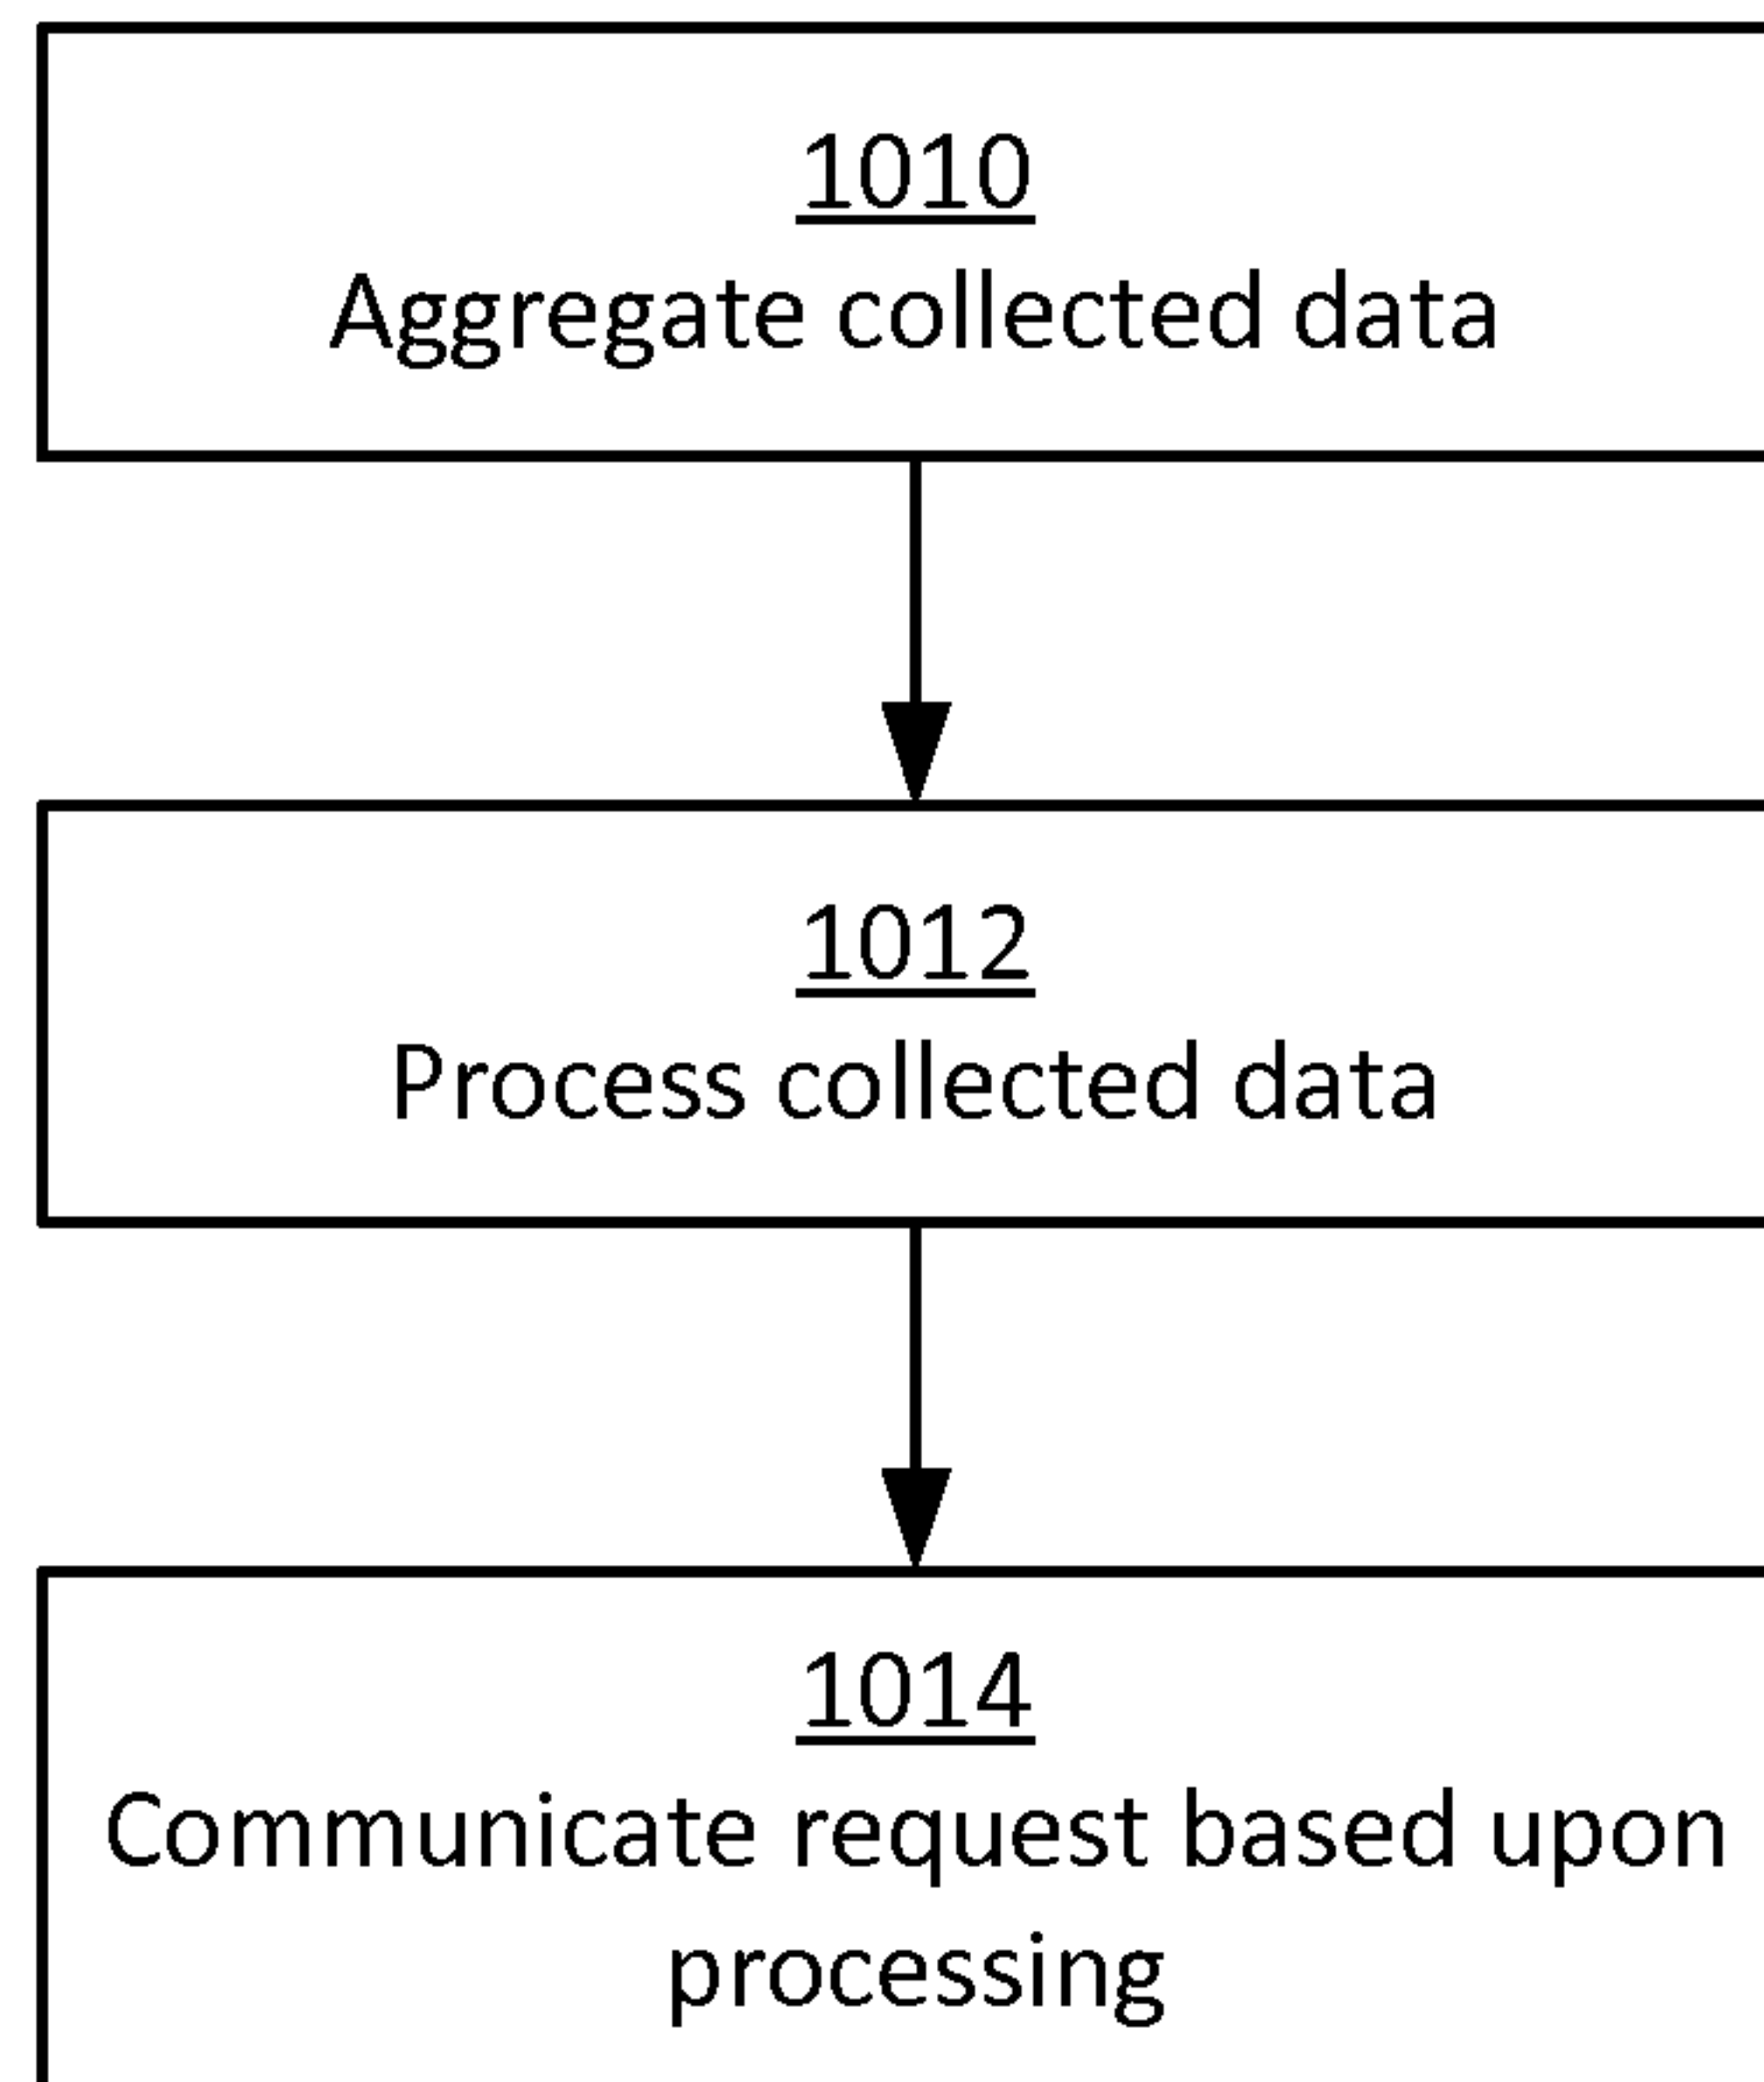 1010
Aggregate collected data
1012
Process collected data
1014
Communicate request based upon
processing